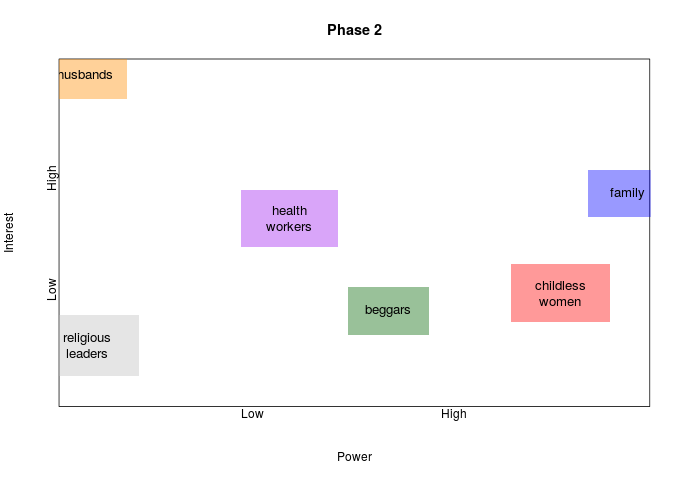 Phase 2
husbands
High
family
health
workers
Interest
Low
childless
women
beggars
religious
leaders
Low
High
Power